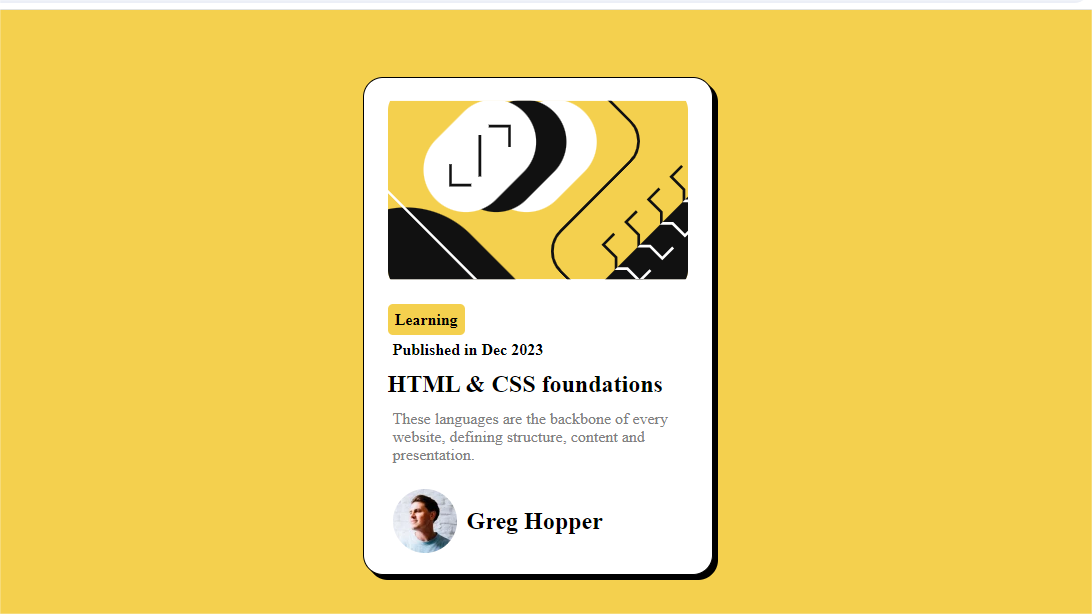 Learning
Published in Dec 2023
HTML & CSS foundations
These languages are the backbone of every
website, defining structure, content and
presentation.
Greg Hopper